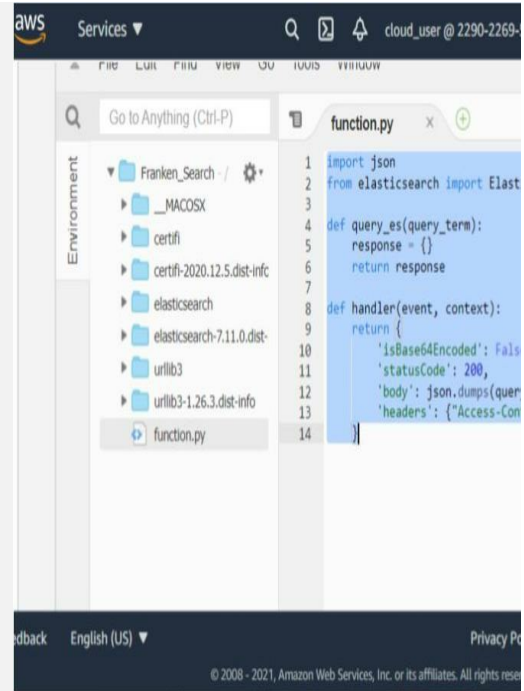 aws Services ▼ cloud_user @ 2290-2269-
File Edit Find View Go Tools Window
Go to Anything (Ctrl-P)
function.py
Environment
Franken_Search - /
__MACOSX
certifi
certifi-2020.12.5.dist-info
elasticsearch
elasticsearch-7.11.0.dist-
urllib3
urllib3-1.26.3.dist-info
function.py
1 import json
2 from elasticsearch import Elast
3
4 def query_es(query_term):
5 response = {}
6 return response
7
8 def handler(event, context):
9 return {
10 'isBase64Encoded': Fals
11 'statusCode': 200,
12 'body': json.dumps(quer
13 'headers': {"Access-Con
14 }
edback English (US) ▼ Privacy Po
© 2008 - 2021, Amazon Web Services, Inc. or its affiliates. All rights rese